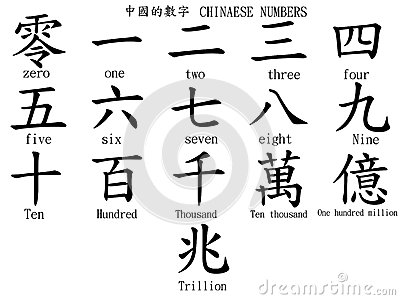 中國的數字 CHINAESE NUMBERS
零 一 二 三 四
zero one two three four
五 六 七 八 九
five six seven eight Nine
十 百 千 萬 億
Ten Hundred Thousand Ten thousand One hundred million
兆
Trillion
dreamstime.com